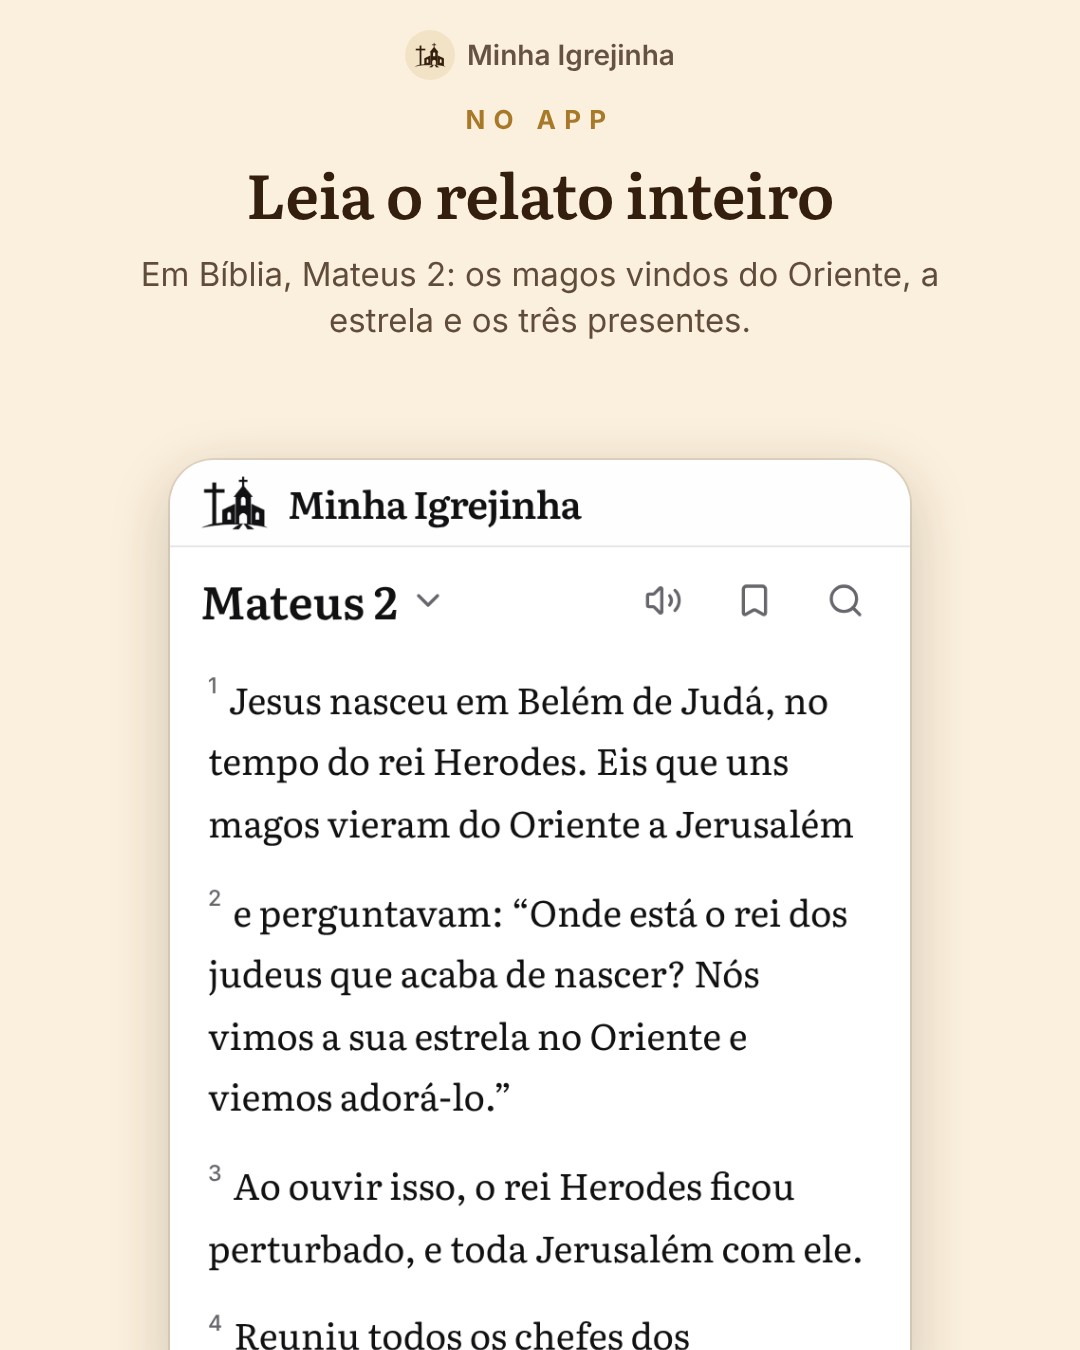 Minha Igrejinha
NO APP
Leia o relato inteiro
Em Bíblia, Mateus 2: os magos vindos do Oriente, a
estrela e os três presentes.
Minha Igrejinha
Mateus 2
1 Jesus nasceu em Belém de Judá, no
tempo do rei Herodes. Eis que uns
magos vieram do Oriente a Jerusalém
2 e perguntavam: “Onde está o rei dos
judeus que acaba de nascer? Nós
vimos a sua estrela no Oriente e
viemos adorá-lo.”
3 Ao ouvir isso, o rei Herodes ficou
perturbado, e toda Jerusalém com ele.
4 Reuniu todos os chefes dos